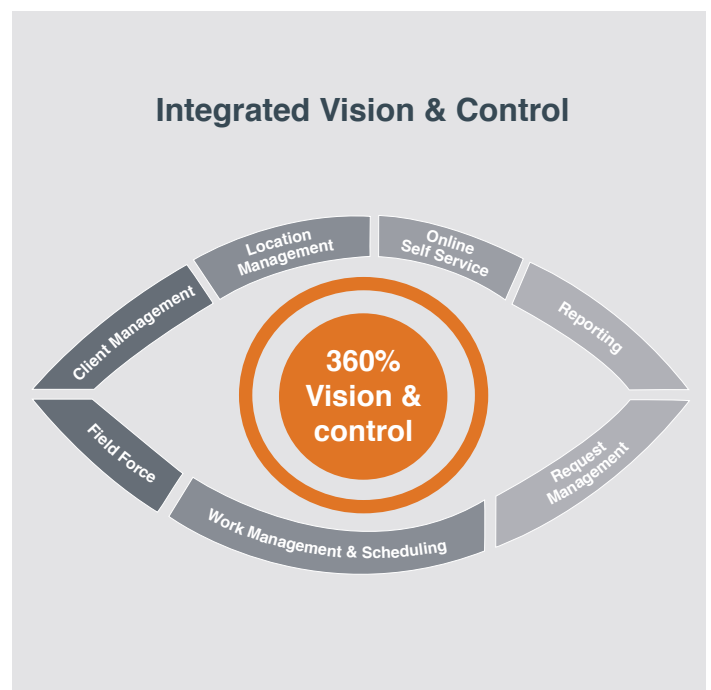 Integrated Vision & Control
Location
Management
Online
Self Service
Client Management
Reporting
360%
Vision &
control
Field Force
Request
Management
Work Management & Scheduling